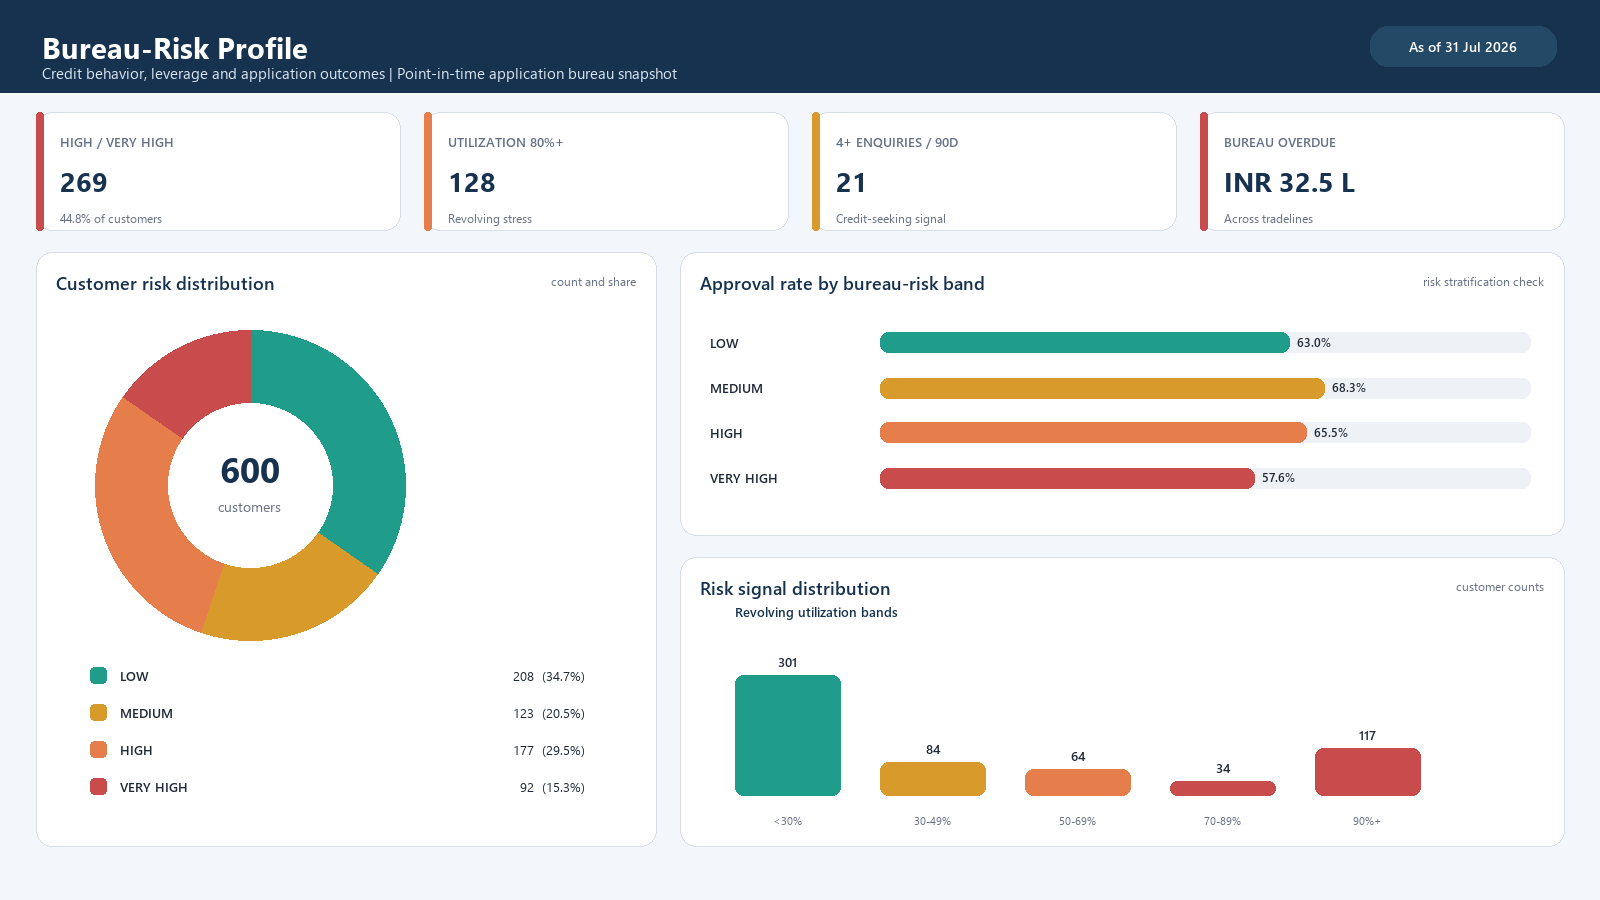 Bureau-Risk Profile
Credit behavior, leverage and application outcomes | Point-in-time application bureau snapshot
As of 31 Jul 2026
HIGH / VERY HIGH
269
44.8% of customers
UTILIZATION 80%+
128
Revolving stress
4+ ENQUIRIES / 90D
21
Credit-seeking signal
BUREAU OVERDUE
INR 32.5 L
Across tradelines
Customer risk distribution
count and share
600
customers
LOW 208 (34.7%)
MEDIUM 123 (20.5%)
HIGH 177 (29.5%)
VERY HIGH 92 (15.3%)
Approval rate by bureau-risk band
risk stratification check
LOW 63.0%
MEDIUM 68.3%
HIGH 65.5%
VERY HIGH 57.6%
Risk signal distribution
customer counts
Revolving utilization bands
301 84 64 34 117
<30% 30-49% 50-69% 70-89% 90%+